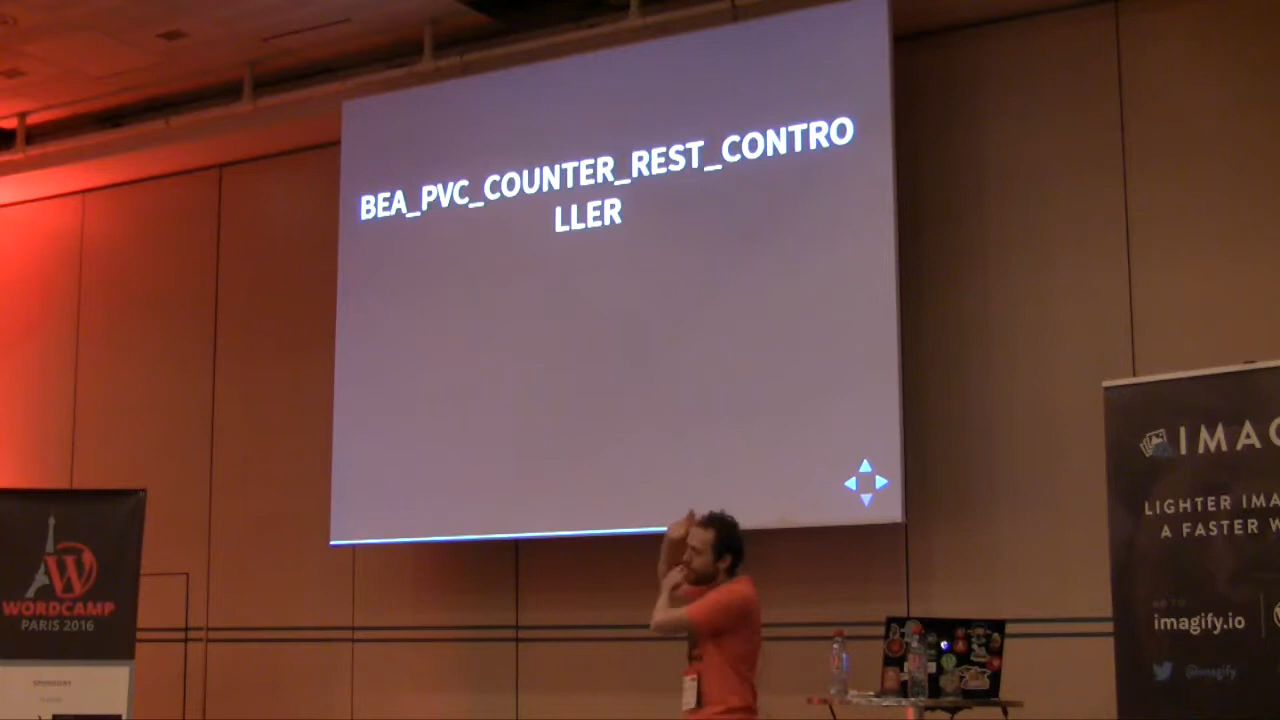 BEA_PVC_COUNTER_REST_CONTRO
LLER
WORDCAMP
PARIS 2016
IMAG
LIGHTER IMA
A FASTER W
imagify.io
@imagify